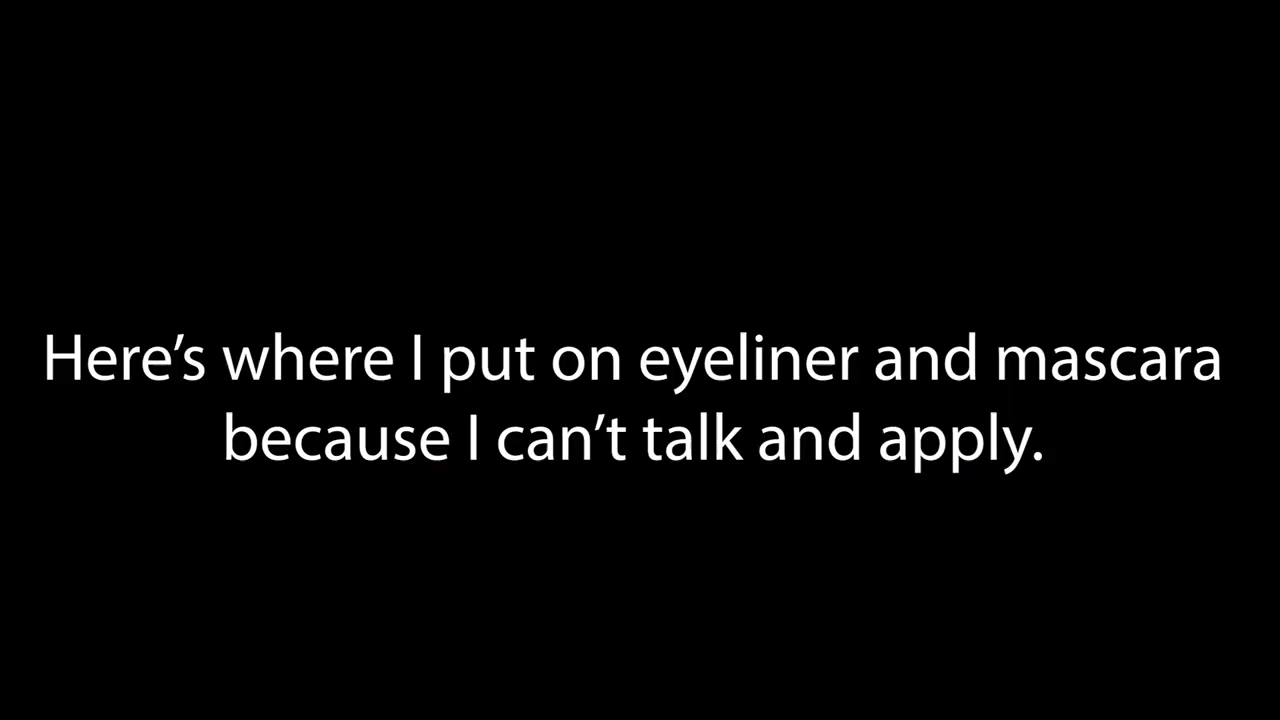 Here’s where I put on eyeliner and mascara
because I can’t talk and apply.